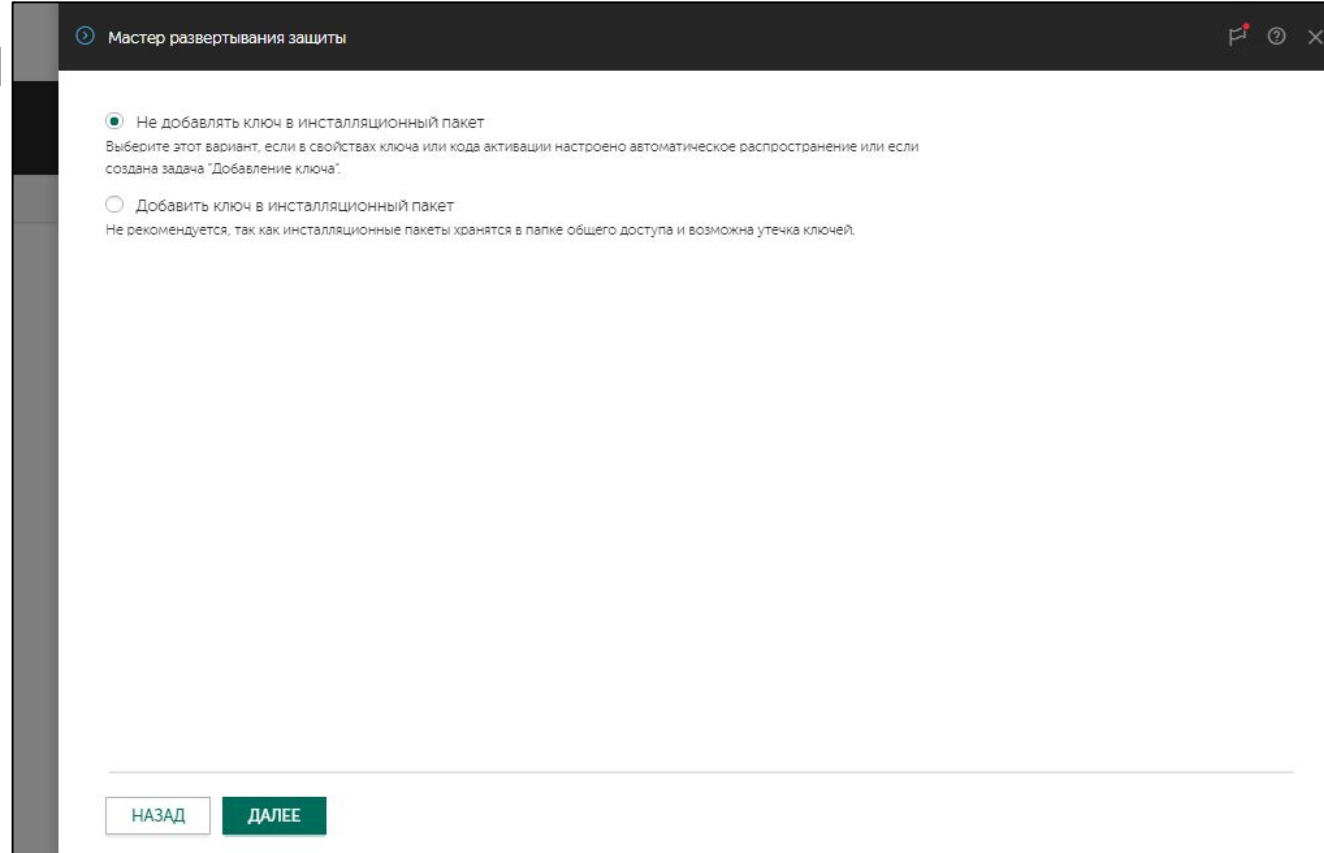 Мастер развертывания защиты
Не добавлять ключ в инсталляционный пакет
Выберите этот вариант, если в свойствах ключа или кода активации настроено автоматическое распространение или если
создана задача "Добавление ключа".
Добавить ключ в инсталляционный пакет
Не рекомендуется, так как инсталляционные пакеты хранятся в папке общего доступа и возможна утечка ключей.
НАЗАД
ДАЛЕЕ